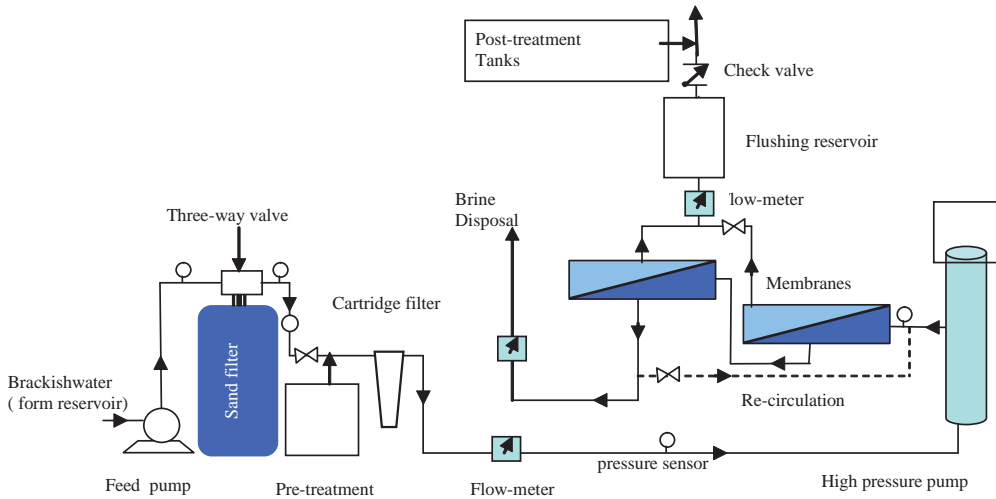 Post-treatment
Tanks
Check valve
Flushing reservoir
Brine
Disposal
low-meter
Three-way valve
Cartridge filter
Membranes
Sand filter
Brackishwater
( form reservoir)
Re-circulation
pressure sensor
Feed pump
Pre-treatment
Flow-meter
High pressure pump